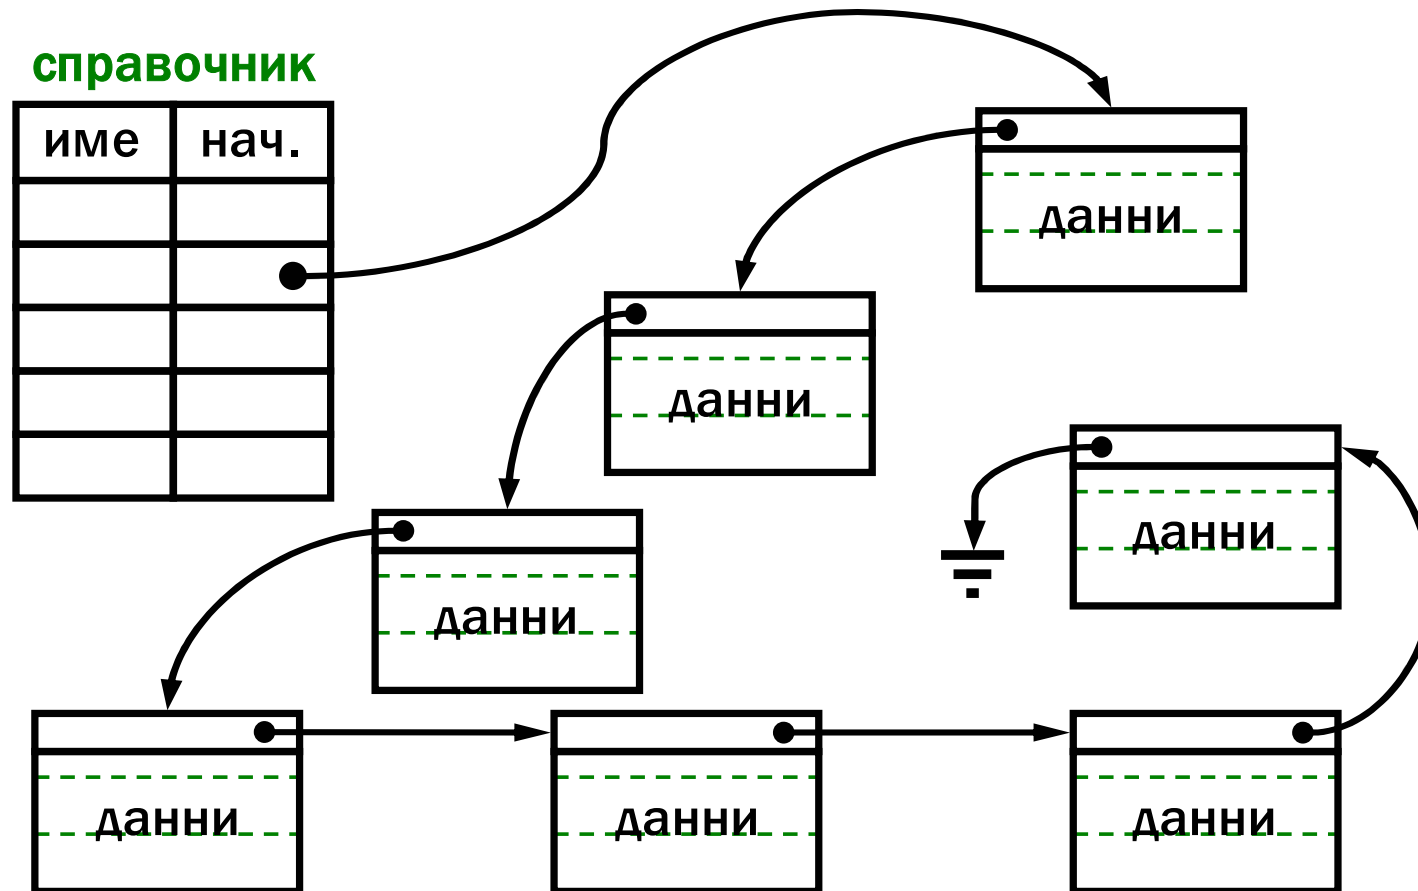 справочник
име нач.
данни
данни
данни
данни
данни данни данни